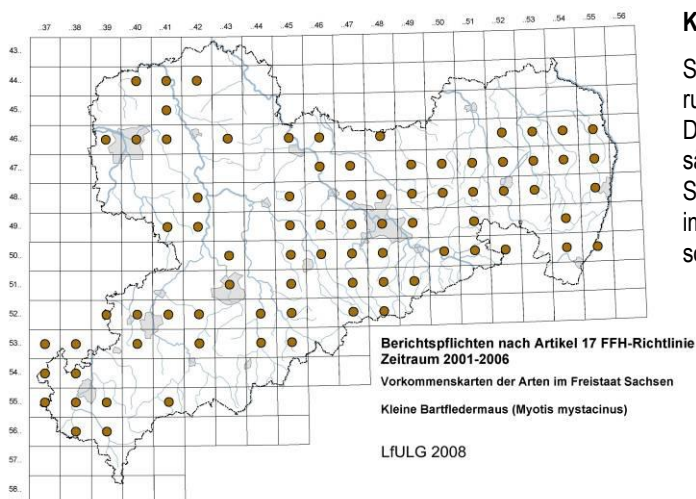 ..37 ..38 ..39 ..40 ..41 ..42 ..43 ..44 ..45 ..46 ..47 ..48 ..49 ..50 ..51 ..52 ..53 ..54 ..55 ..56
43..
44..
45..
46..
47..
48..
49..
50..
51..
52..
53..
54..
55..
56..
57..
58..
Berichtspflichten nach Artikel 17 FFH-Richtlinie
Zeitraum 2001-2006
Vorkommenskarten der Arten im Freistaat Sachsen
Kleine Bartfledermaus (Myotis mystacinus)
LfULG 2008
K
S
ru
D
sa
S
in